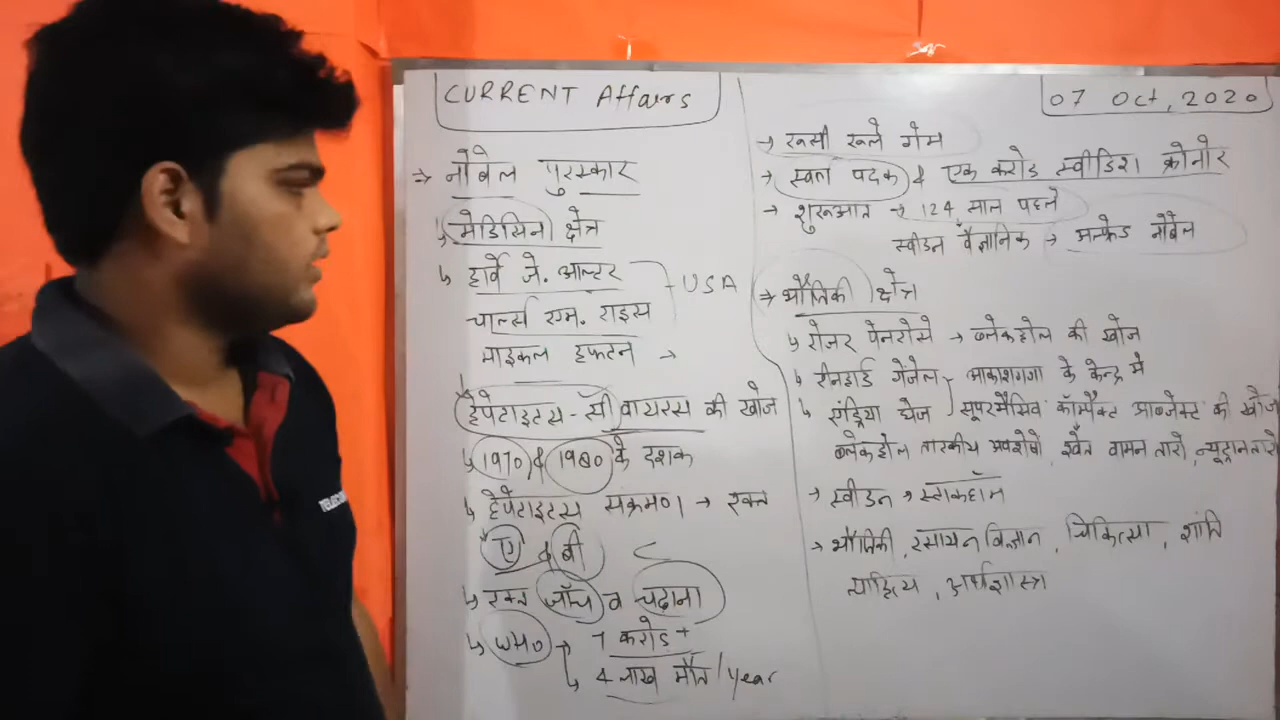 CURRENT Affairs
⇒ नोबेल पुरस्कार
↳ मेडिसिन क्षेत्र
↳ हार्वे जे. आल्टर
चार्ल्स एम. राइस
USA
माइकल हफटन →
↳ हेपेटाइटस-सी वायरस की खोज
↳ 1970 & 1980 के दशक
↳ हेपेटाइटस संक्रमण → रक्त
ए & बी
↳ रक्त जाँच व चढ़ाना
↳ WHO → 7 करोड +
↳ 4 लाख मौत / year
TELECOM
07 Oct, 2020
→ रूसी रूले गेम
→ स्वर्ण पदक & एक करोड स्वीडिश क्रोनोर
→ शुरूआत → 124 साल पहले
स्वीडन वैज्ञानिक → अल्फ्रेड नोबेल
⇒ भौतिकी क्षेत्र
↳ रोजर पेनरोसे → ब्लेकहोल की खोज
↳ रीनहार्ड गेंजेल
आकाशगंगा के केन्द्र मे
↳ एंड्रिया घेज
सूपरमैसिव कॉम्पैक्ट आब्जेक्ट की खोज
ब्लेकहोल तारकीय अवशेषो, श्वेत वामन तारो, न्यूट्रान तारो
→ स्वीडन → स्टाकहॉम
→ भौतिकी, रसायन विज्ञान, चिकित्सा, शांति
साहित्य, अर्थशास्त्र